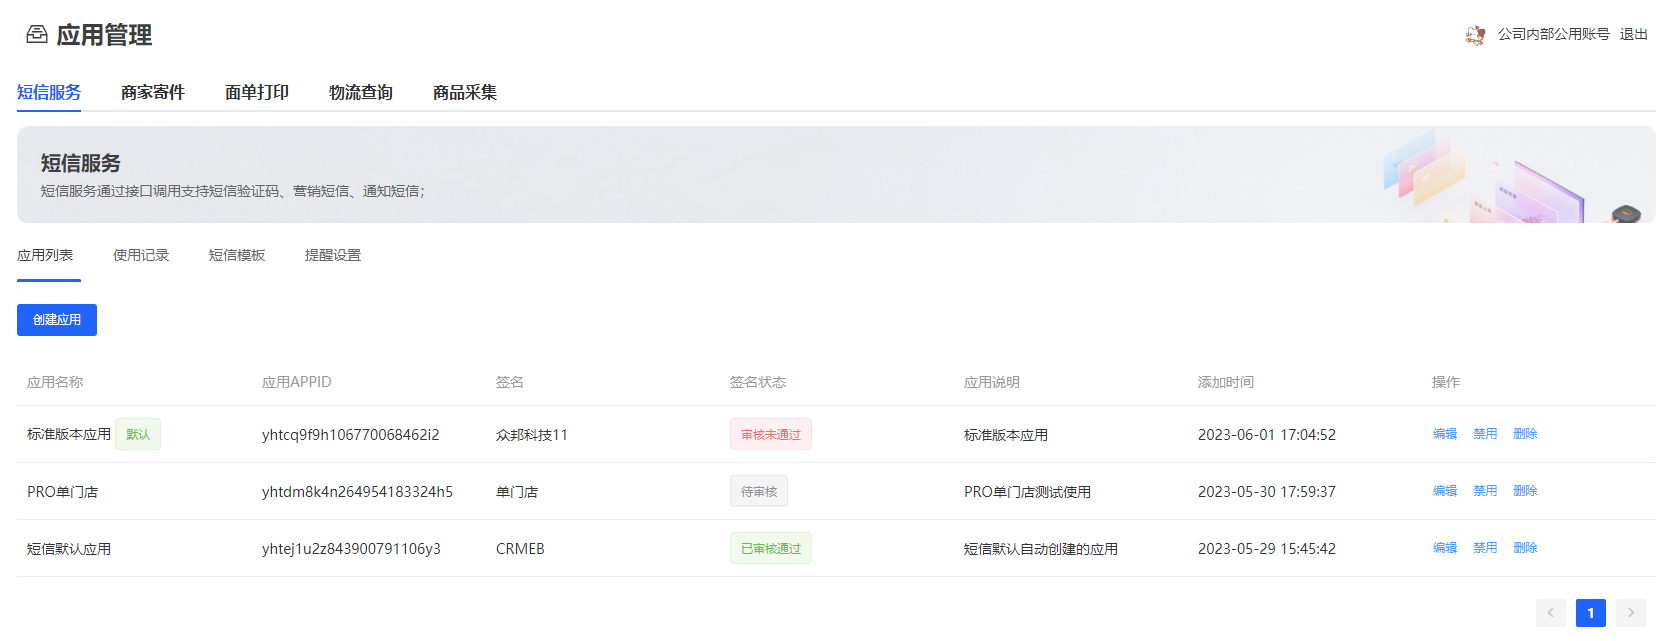 应用管理
公司内部公用账号 退出
短信服务 商家寄件 面单打印 物流查询 商品采集
短信服务
短信服务通过接口调用支持短信验证码、营销短信、通知短信；
应用列表 使用记录 短信模板 提醒设置
创建应用
应用名称 应用APPID 签名 签名状态 应用说明 添加时间 操作
标准版本应用 默认 yhtcq9f9h106770068462i2 众邦科技11 审核未通过 标准版本应用 2023-06-01 17:04:52 编辑 禁用 删除
PRO单门店 yhtdm8k4n264954183324h5 单门店 待审核 PRO单门店测试使用 2023-05-30 17:59:37 编辑 禁用 删除
短信默认应用 yhtej1u2z843900791106y3 CRMEB 已审核通过 短信默认自动创建的应用 2023-05-29 15:45:42 编辑 禁用 删除
1